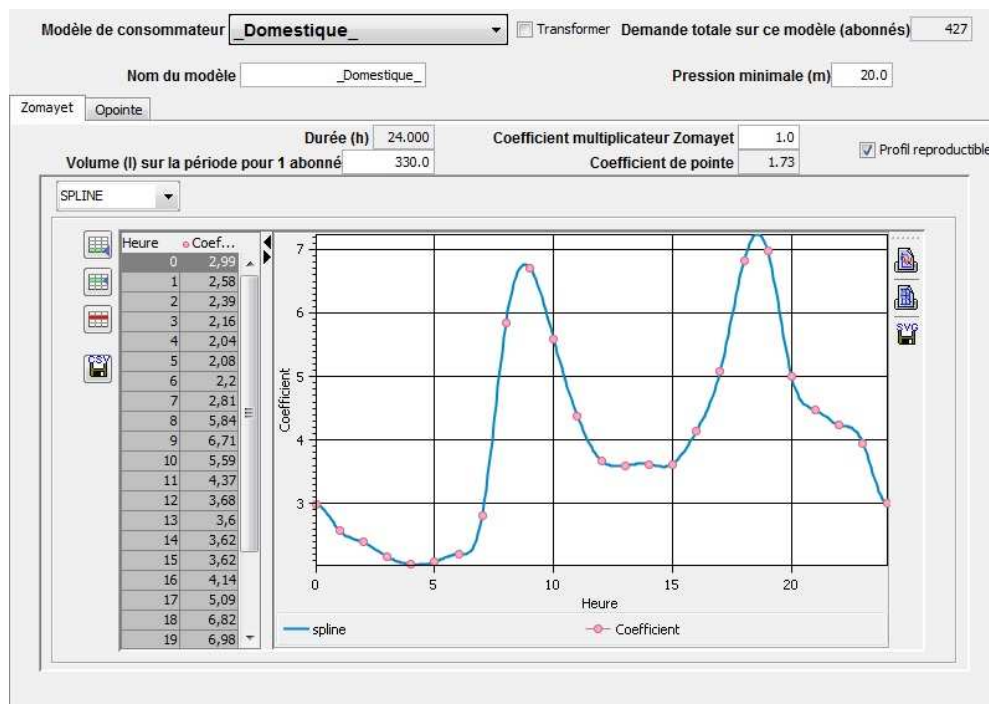 Modèle de consommateur _Domestique_ Transformer Demande totale sur ce modèle (abonnés) 427
Nom du modèle _Domestique_ Pression minimale (m) 20.0
Zomayet Opointe
Durée (h) 24.000 Coefficient multiplicateur Zomayet 1.0
Volume (l) sur la période pour 1 abonné 330.0 Coefficient de pointe 1.73
Profil reproductible
SPLINE
Heure Coef...
0 2,99
1 2,58
2 2,39
3 2,16
4 2,04
5 2,08
6 2,2
7 2,81
8 5,84
9 6,71
10 5,59
11 4,37
12 3,68
13 3,6
14 3,62
15 3,62
16 4,14
17 5,09
18 6,82
19 6,98
CSV
Coefficient
7
6
5
4
3
0 5 10 15 20
Heure
spline Coefficient
SVG